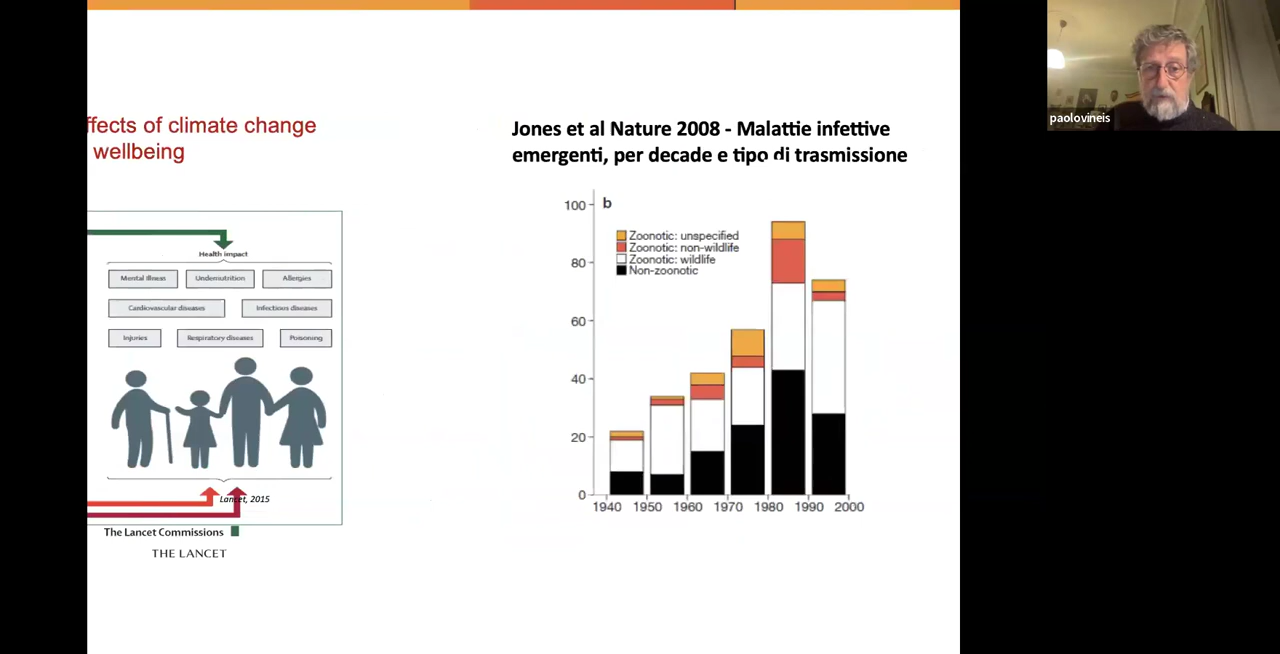 ffects of climate change
wellbeing
Health impact
Mental illness
Undernutrition
Allergies
Cardiovascular diseases
Infectious diseases
Injuries
Respiratory diseases
Poisoning
Lancet, 2015
The Lancet Commissions
THE LANCET
Jones et al Nature 2008 - Malattie infettive
emergenti, per decade e tipo di trasmissione
b
Zoonotic: unspecified
Zoonotic: non-wildlife
Zoonotic: wildlife
Non-zoonotic
100
80
60
40
20
0
1940 1950 1960 1970 1980 1990 2000
paolovineis